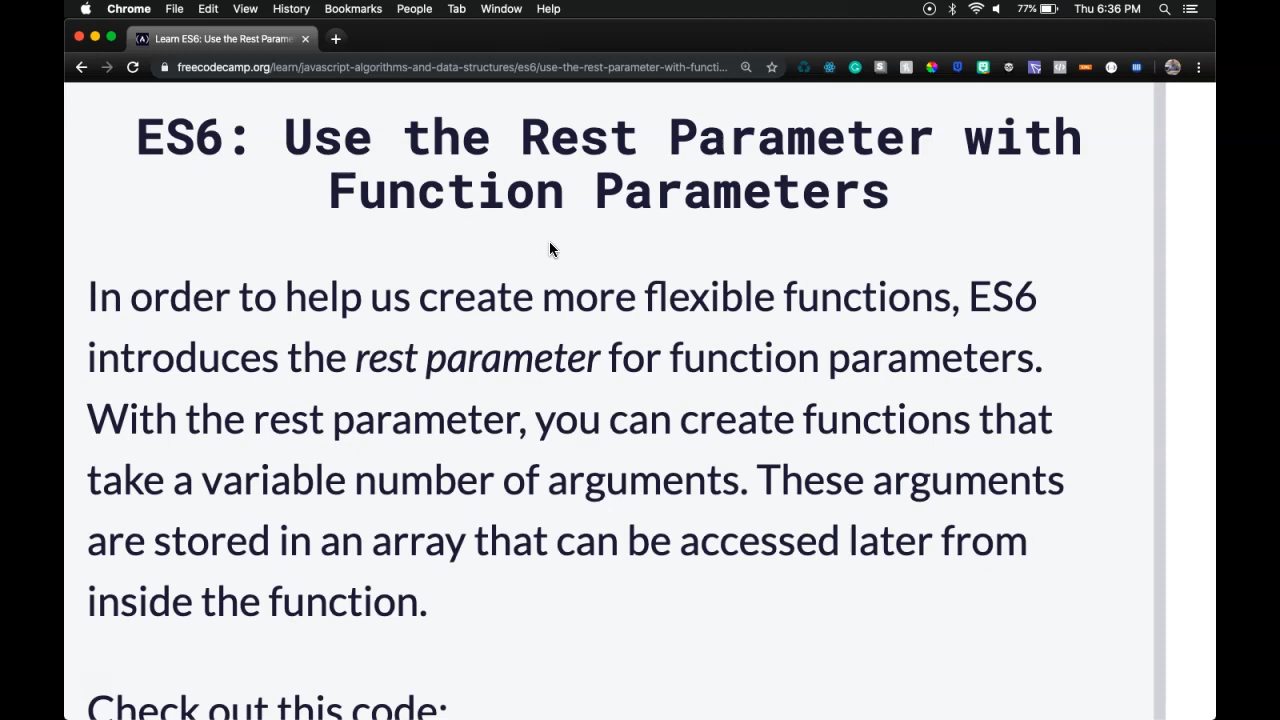 Chrome File Edit View History Bookmarks People Tab Window Help 77% Thu 6:36 PM
Learn ES6: Use the Rest Parame
freecodecamp.org/learn/javascript-algorithms-and-data-structures/es6/use-the-rest-parameter-with-functi...
ES6: Use the Rest Parameter with
Function Parameters
In order to help us create more flexible functions, ES6
introduces the rest parameter for function parameters.
With the rest parameter, you can create functions that
take a variable number of arguments. These arguments
are stored in an array that can be accessed later from
inside the function.
Check out this code: